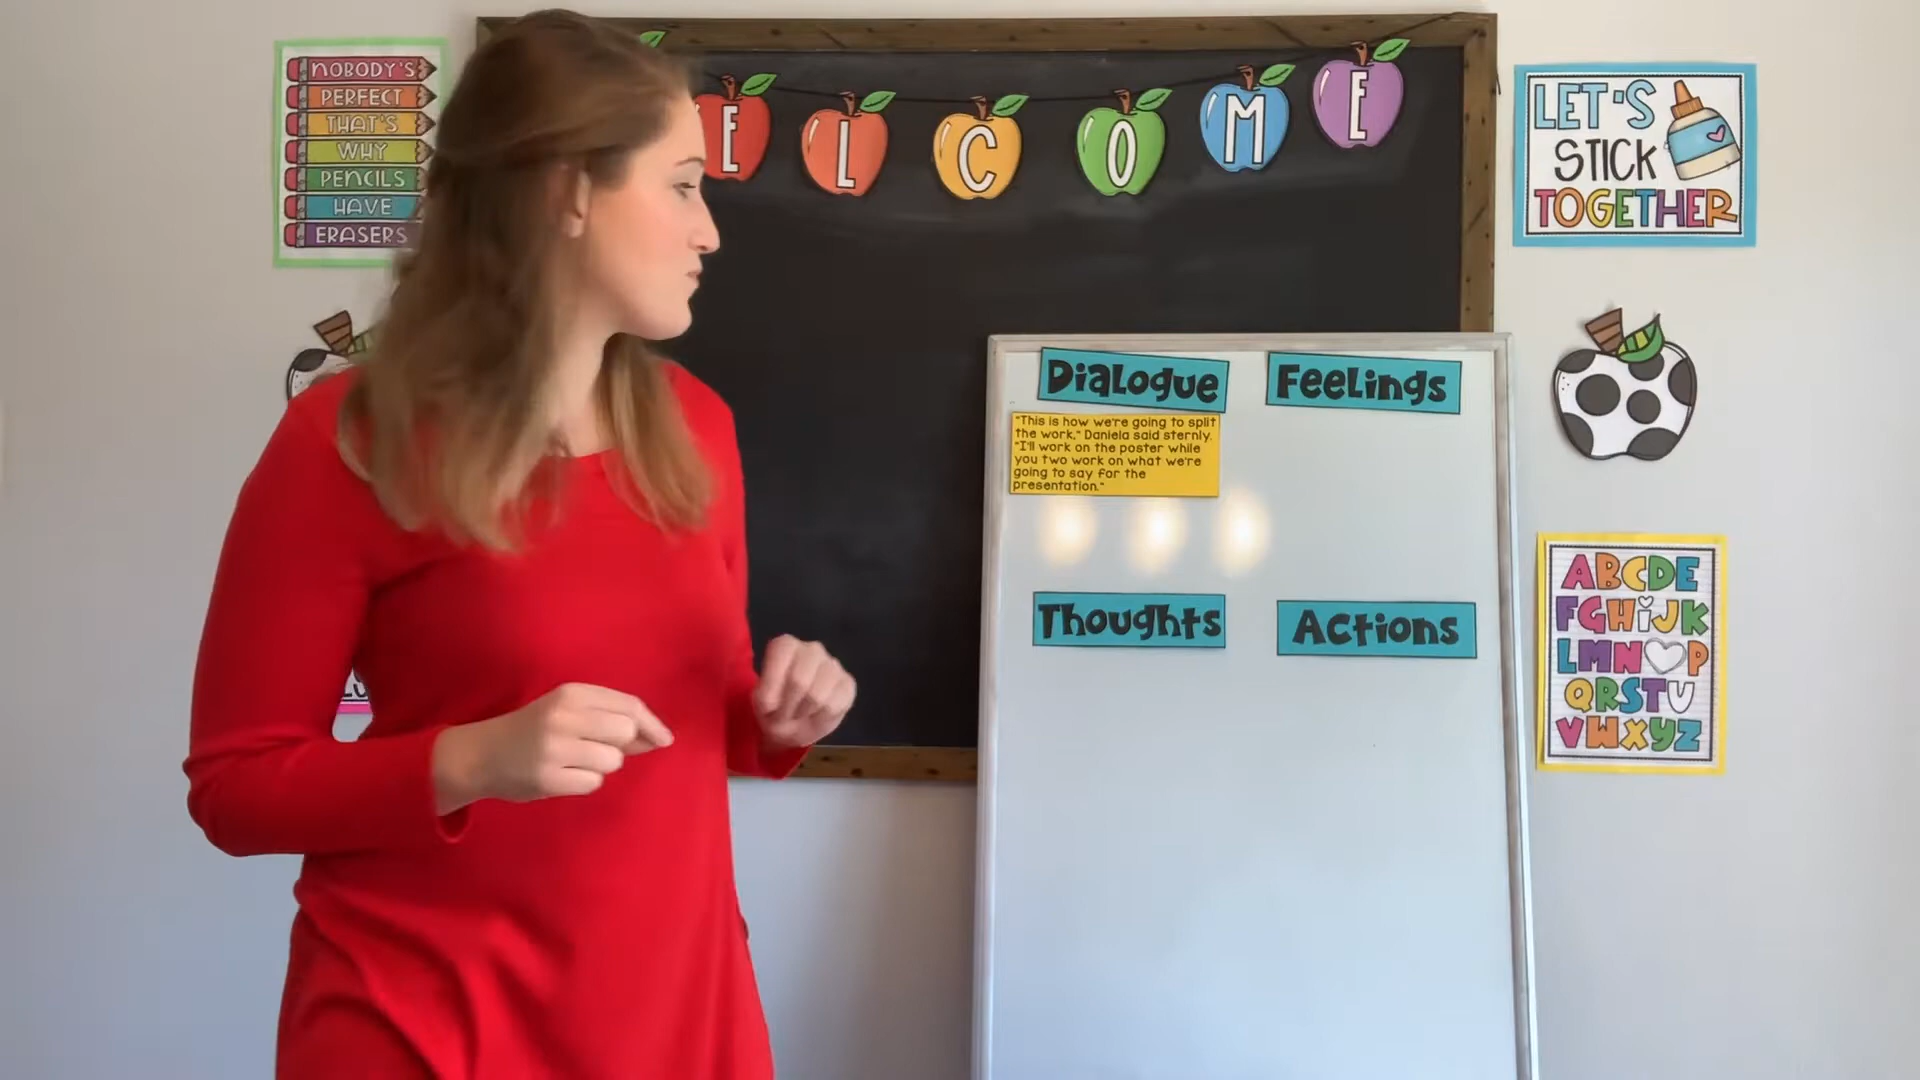 NOBODY'S
PERFECT
THAT'S
WHY
PENCILS
HAVE
ERASERS
ELCOME
LET'S
STICK
TOGETHER
Dialogue
Feelings
"This is how we're going to split
the work," Daniela said sternly.
"I'll work on the poster while
you two work on what we're
going to say for the
presentation."
Thoughts
Actions
ABCDE
FGHiJK
LMN P
QRSTU
VWXYZ